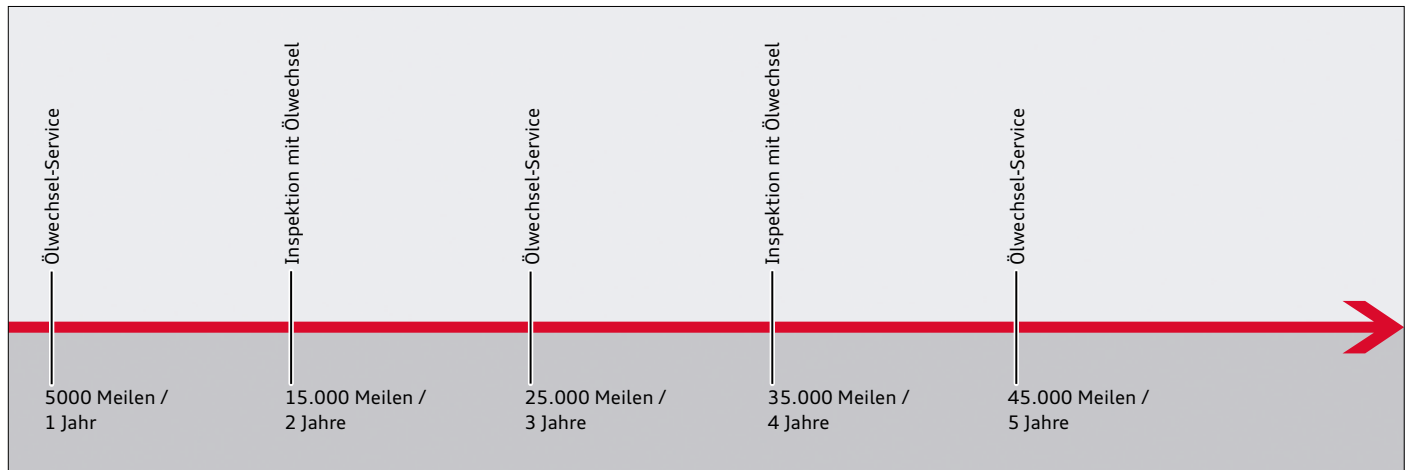 Ölwechsel-Service
Inspektion mit Ölwechsel
Ölwechsel-Service
Inspektion mit Ölwechsel
Ölwechsel-Service
5000 Meilen /
1 Jahr
15.000 Meilen /
2 Jahre
25.000 Meilen /
3 Jahre
35.000 Meilen /
4 Jahre
45.000 Meilen /
5 Jahre